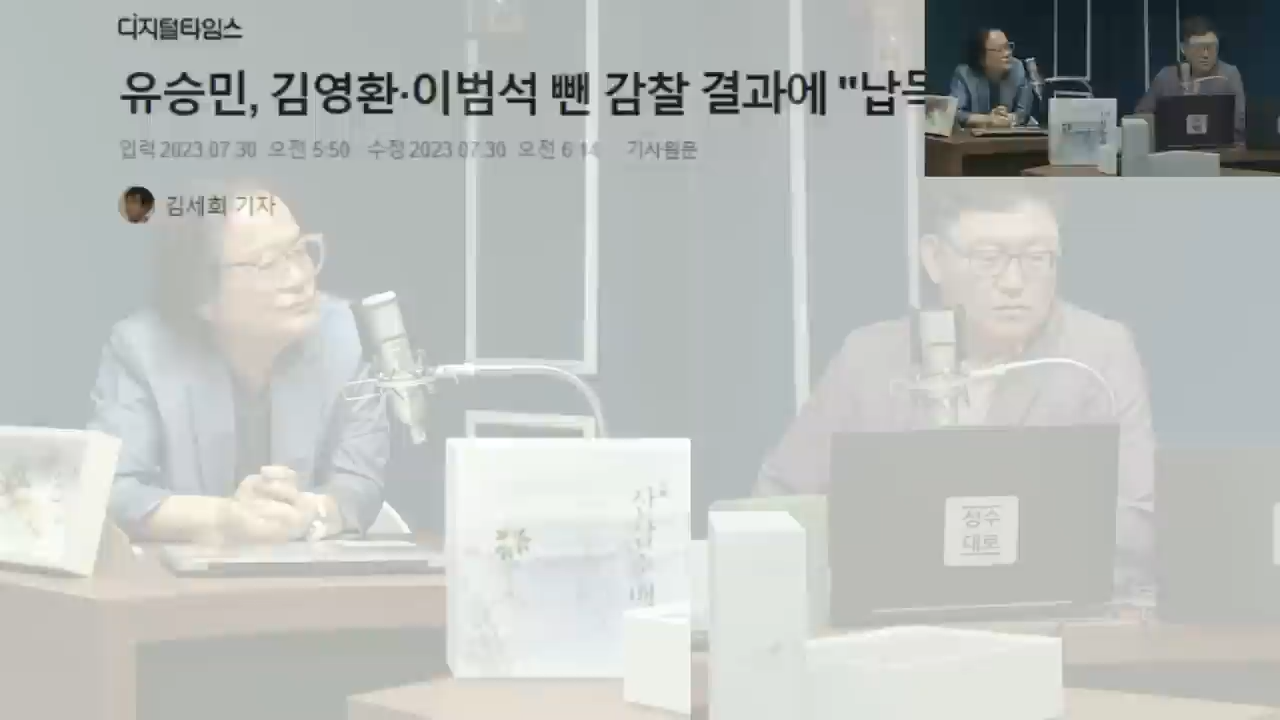 디지털타임스
유승민, 김영환·이범석 뺀 감찰 결과에 "납득
입력 2023.07.30 오전 5:50 수정 2023.07.30 오전 6:14 기사원문
김세희 기자
성수
대로